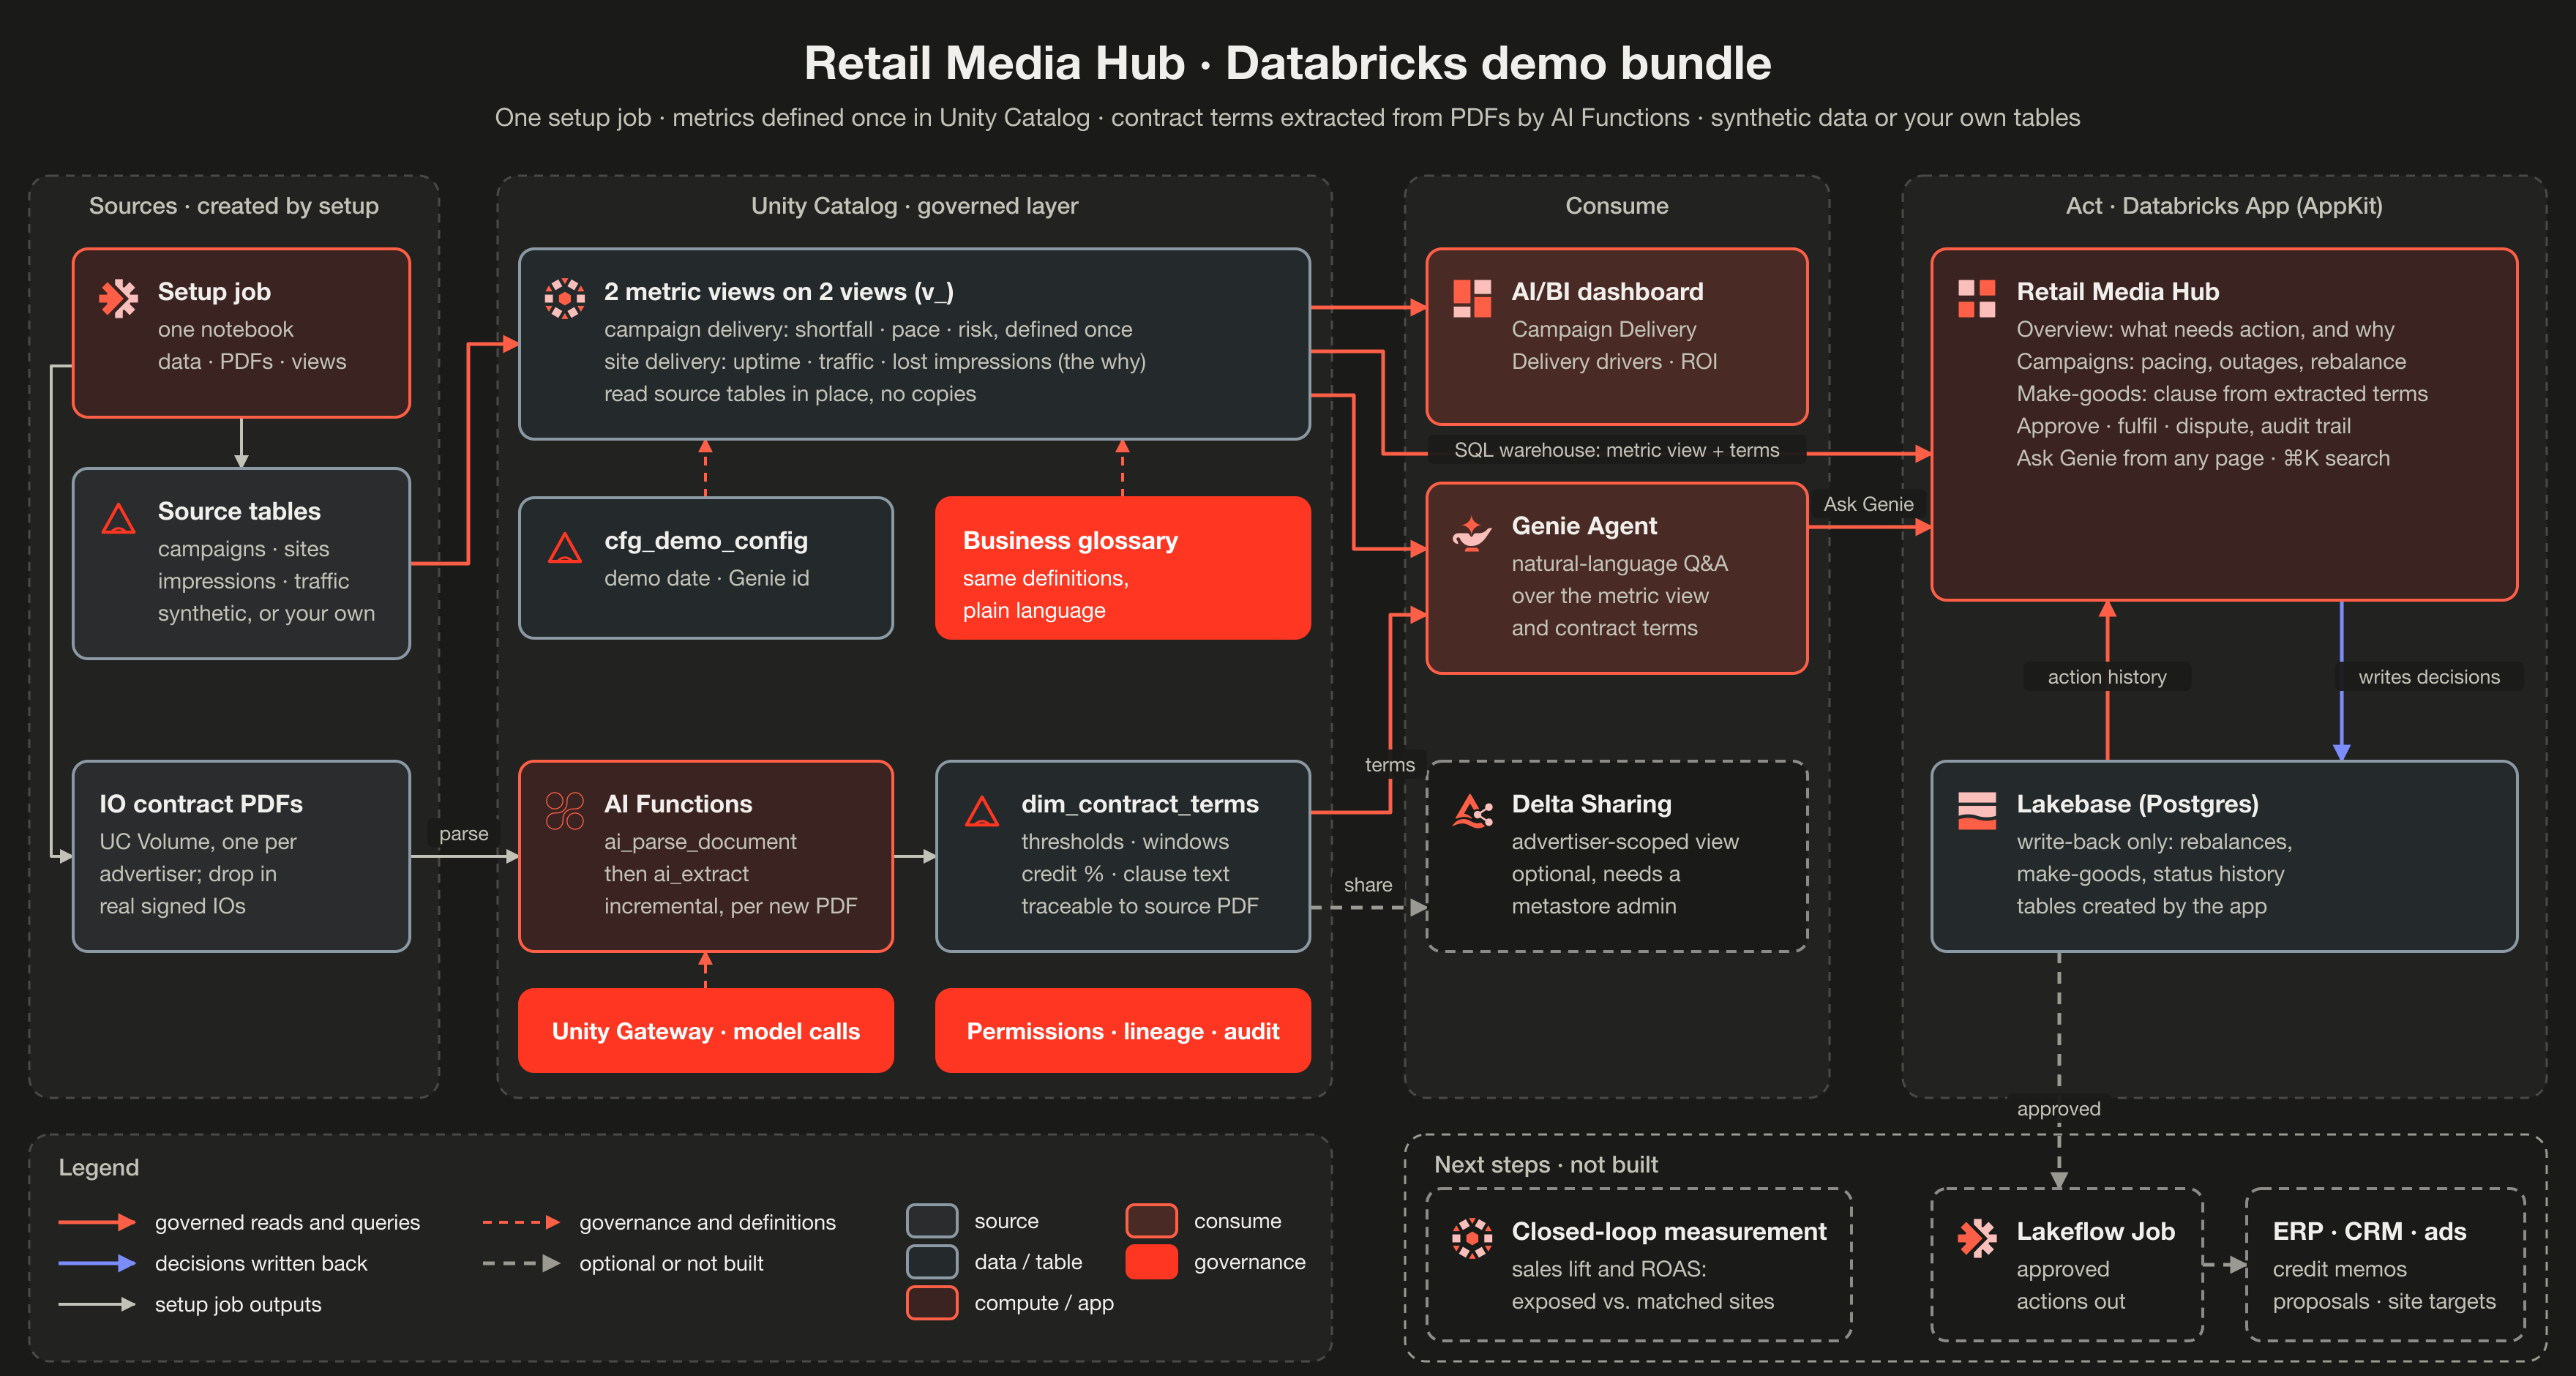 Retail Media Hub · Databricks demo bundle
One setup job · metrics defined once in Unity Catalog · contract terms extracted from PDFs by AI Functions · synthetic data or your own tables
Sources · created by setup
Setup job
one notebook
data · PDFs · views
Source tables
campaigns · sites
impressions · traffic
synthetic, or your own
IO contract PDFs
UC Volume, one per
advertiser; drop in
real signed IOs
parse
Unity Catalog · governed layer
2 metric views on 2 views (v_)
campaign delivery: shortfall · pace · risk, defined once
site delivery: uptime · traffic · lost impressions (the why)
read source tables in place, no copies
cfg_demo_config
demo date · Genie id
Business glossary
same definitions,
plain language
AI Functions
ai_parse_document
then ai_extract
incremental, per new PDF
dim_contract_terms
thresholds · windows
credit % · clause text
traceable to source PDF
Unity Gateway · model calls
Permissions · lineage · audit
terms
share
Consume
AI/BI dashboard
Campaign Delivery
Delivery drivers · ROI
SQL warehouse: metric view + terms
Genie Agent
natural-language Q&A
over the metric view
and contract terms
Ask Genie
Delta Sharing
advertiser-scoped view
optional, needs a
metastore admin
Act · Databricks App (AppKit)
Retail Media Hub
Overview: what needs action, and why
Campaigns: pacing, outages, rebalance
Make-goods: clause from extracted terms
Approve · fulfil · dispute, audit trail
Ask Genie from any page · ⌘K search
action history
writes decisions
Lakebase (Postgres)
write-back only: rebalances,
make-goods, status history
tables created by the app
approved
Legend
governed reads and queries
decisions written back
setup job outputs
governance and definitions
optional or not built
source
data / table
compute / app
consume
governance
Next steps · not built
Closed-loop measurement
sales lift and ROAS:
exposed vs. matched sites
Lakeflow Job
approved
actions out
ERP · CRM · ads
credit memos
proposals · site targets